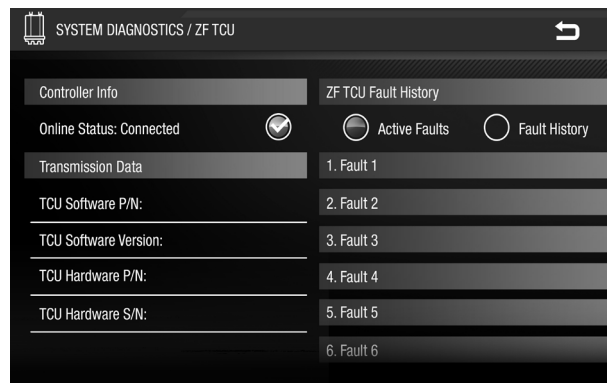 SYSTEM DIAGNOSTICS / ZF TCU
Controller Info
Online Status: Connected
Transmission Data
TCU Software P/N:
TCU Software Version:
TCU Hardware P/N:
TCU Hardware S/N:
ZF TCU Fault History
Active Faults
Fault History
1. Fault 1
2. Fault 2
3. Fault 3
4. Fault 4
5. Fault 5
6. Fault 6